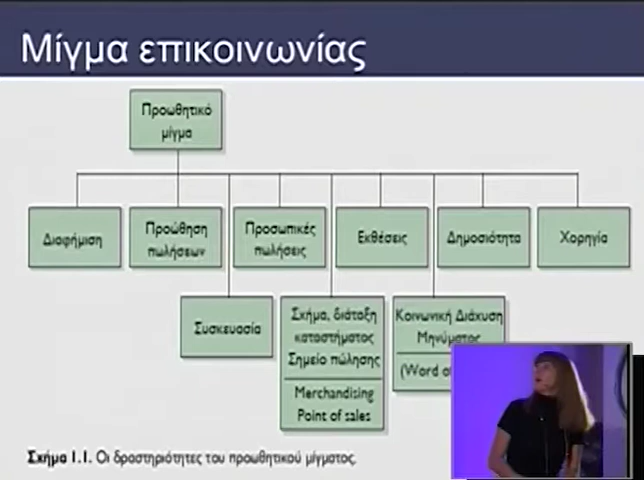 Μίγμα επικοινωνίας
Προωθητικό
μίγμα
Διαφήμιση
Προώθηση
πωλήσεων
Προσωπικές
πωλήσεις
Εκθέσεις
Δημοσιότητα
Χορηγία
Συσκευασία
Σχήμα, διάταξη
καταστήματος
Σημείο πώλησης
Merchandising
Point of sales
Κοινωνική Διάχυση
Μηνύματος
(Word
Σχήμα 1.1. Οι δραστηριότητες του προωθητικού μίγματος.